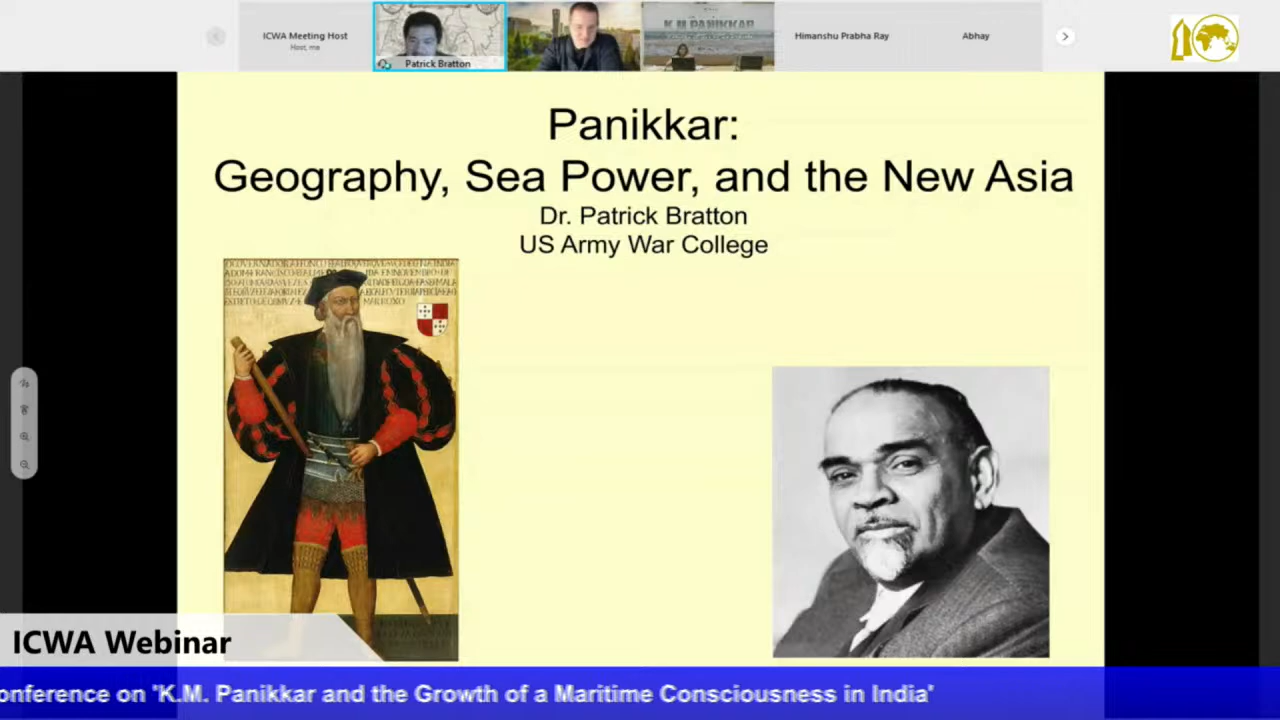 ICWA Meeting Host
Host, me
Patrick Bratton
K M PANIKKAR
Himanshu Prabha Ray
Abhay
Panikkar:
Geography, Sea Power, and the New Asia
Dr. Patrick Bratton
US Army War College
ICWA Webinar
onference on 'K.M. Panikkar and the Growth of a Maritime Consciousness in India'